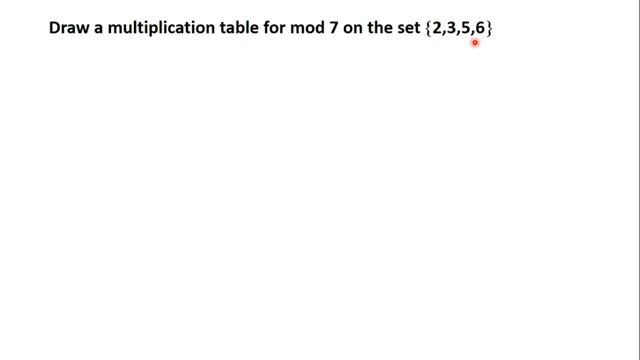 Draw a multiplication table for mod 7 on the set {2,3,5,6}